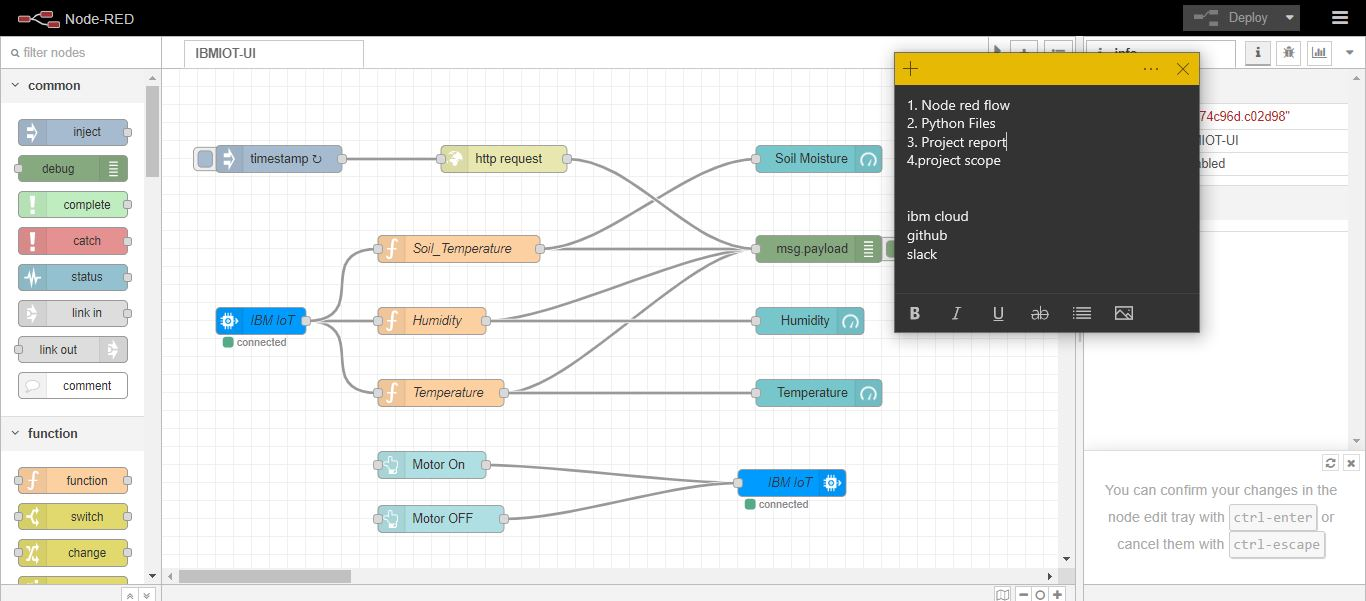 Node-RED
Deploy
filter nodes
IBMIOT-UI
info
common
inject
debug
complete
catch
status
link in
link out
comment
function
function
switch
change
timestamp ↻
http request
Soil Moisture
Soil_Temperature
msg.payload
IBM IoT
connected
Humidity
Humidity
Temperature
Temperature
Motor On
Motor OFF
IBM IoT
connected
1. Node red flow
2. Python Files
3. Project report
4.project scope
ibm cloud
github
slack
B I U ab
74c96d.c02d98"
You can confirm your changes in the
node edit tray with ctrl-enter or
cancel them with ctrl-escape